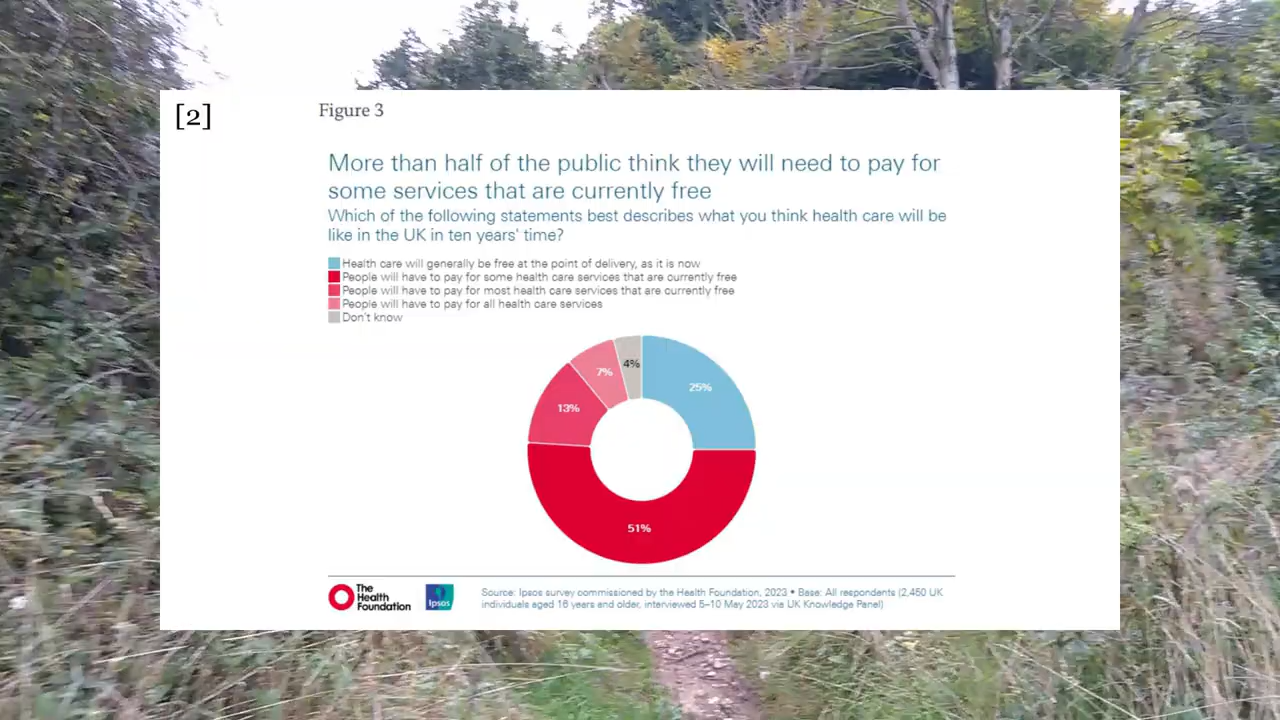 [2]
Figure 3
More than half of the public think they will need to pay for
some services that are currently free
Which of the following statements best describes what you think health care will be
like in the UK in ten years' time?
Health care will generally be free at the point of delivery, as it is now
People will have to pay for some health care services that are currently free
People will have to pay for most health care services that are currently free
People will have to pay for all health care services
Don't know
4%
7%
25%
13%
51%
The
Health
Foundation
Ipsos
Source: Ipsos survey commissioned by the Health Foundation, 2023 • Base: All respondents (2,450 UK
individuals aged 16 years and older, interviewed 5–10 May 2023 via UK Knowledge Panel)